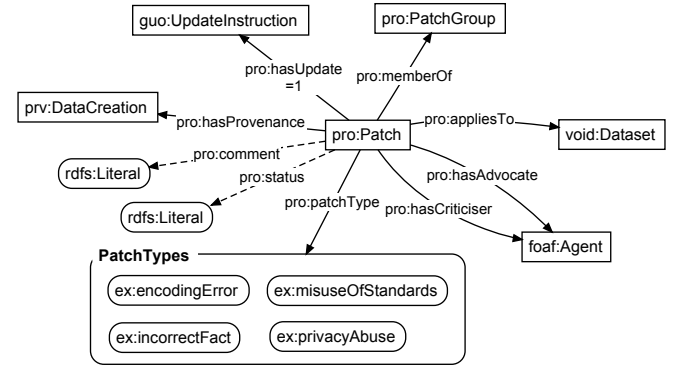 guo:UpdateInstruction
pro:PatchGroup
pro:hasUpdate
=1
pro:memberOf
prv:DataCreation
pro:hasProvenance
pro:Patch
pro:appliesTo
void:Dataset
pro:comment
rdfs:Literal
pro:status
pro:hasAdvocate
pro:patchType
pro:hasCriticiser
rdfs:Literal
foaf:Agent
PatchTypes
ex:encodingError
ex:misuseOfStandards
ex:incorrectFact
ex:privacyAbuse